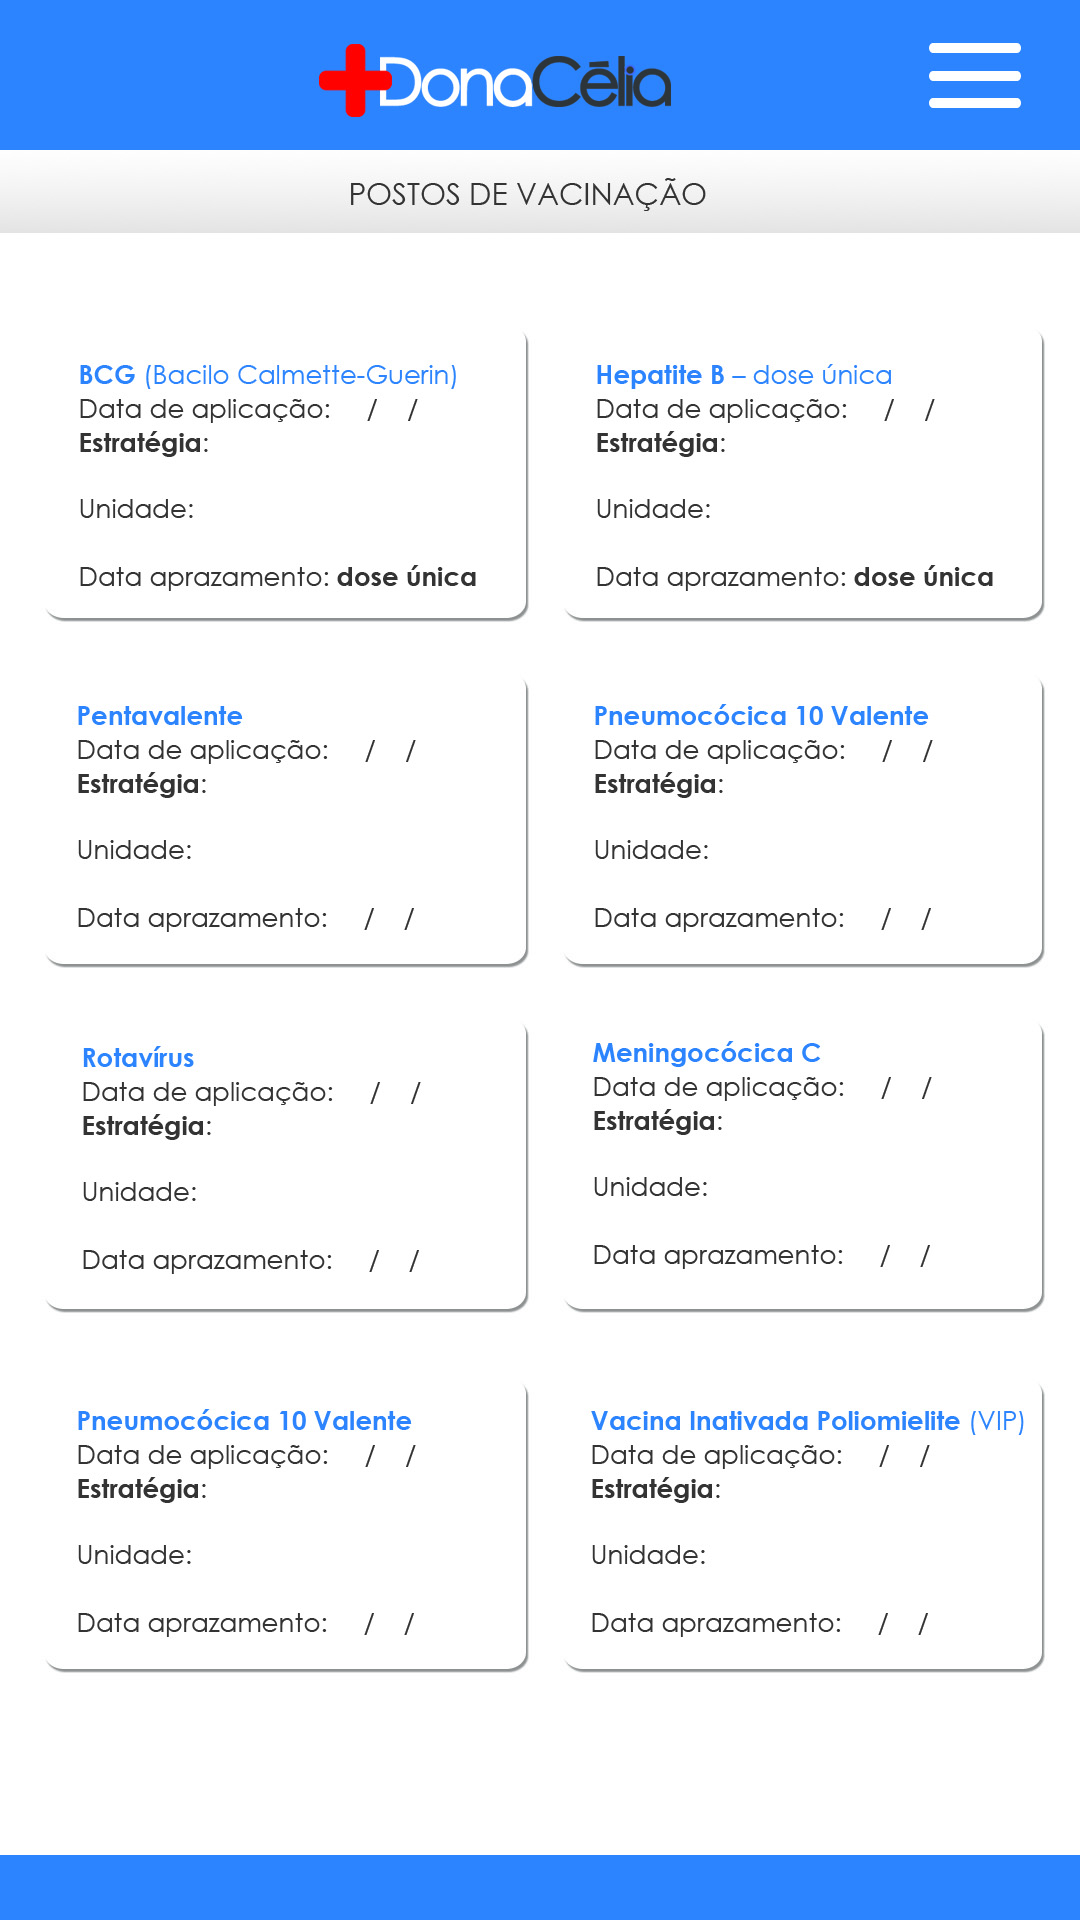 DonaCélia
POSTOS DE VACINAÇÃO
BCG (Bacilo Calmette-Guerin)
Data de aplicação: / /
Estratégia:
Unidade:
Data aprazamento: dose única
Hepatite B – dose única
Data de aplicação: / /
Estratégia:
Unidade:
Data aprazamento: dose única
Pentavalente
Data de aplicação: / /
Estratégia:
Unidade:
Data aprazamento: / /
Pneumocócica 10 Valente
Data de aplicação: / /
Estratégia:
Unidade:
Data aprazamento: / /
Rotavírus
Data de aplicação: / /
Estratégia:
Unidade:
Data aprazamento: / /
Meningocócica C
Data de aplicação: / /
Estratégia:
Unidade:
Data aprazamento: / /
Pneumocócica 10 Valente
Data de aplicação: / /
Estratégia:
Unidade:
Data aprazamento: / /
Vacina Inativada Poliomielite (VIP)
Data de aplicação: / /
Estratégia:
Unidade:
Data aprazamento: / /